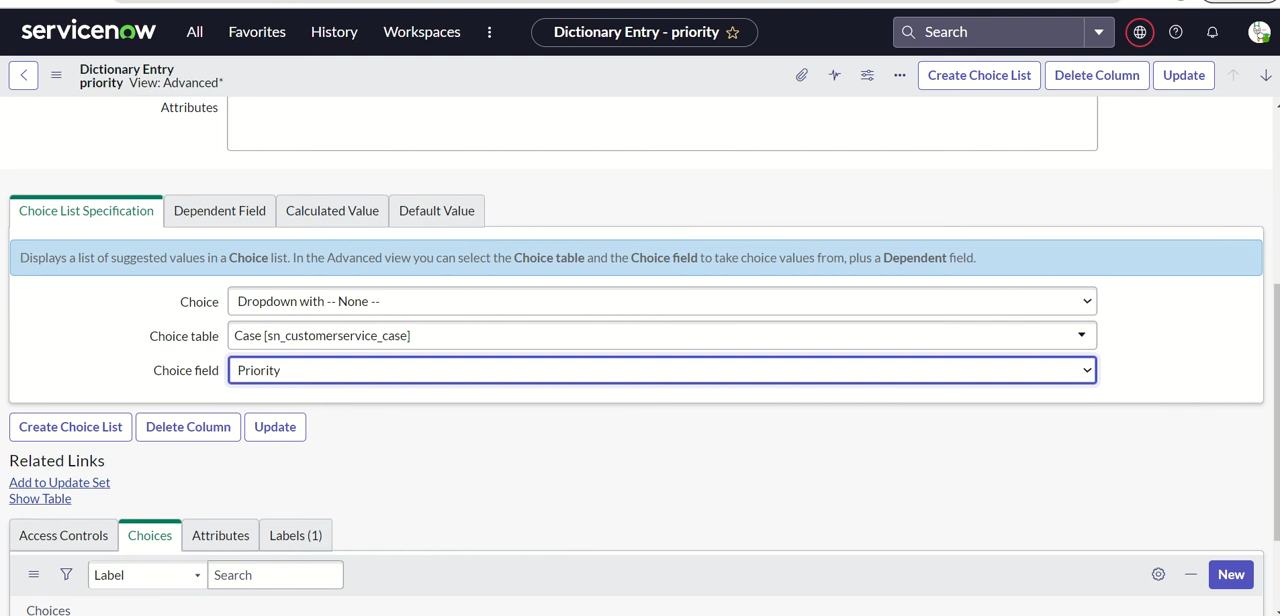 servicenow All Favorites History Workspaces Dictionary Entry - priority Search
Dictionary Entry
priority View: Advanced* Create Choice List Delete Column Update
Attributes
Choice List Specification Dependent Field Calculated Value Default Value
Displays a list of suggested values in a Choice list. In the Advanced view you can select the Choice table and the Choice field to take choice values from, plus a Dependent field.
Choice Dropdown with -- None --
Choice table Case [sn_customerservice_case]
Choice field Priority
Create Choice List Delete Column Update
Related Links
Add to Update Set
Show Table
Access Controls Choices Attributes Labels (1)
Label Search New
Choices